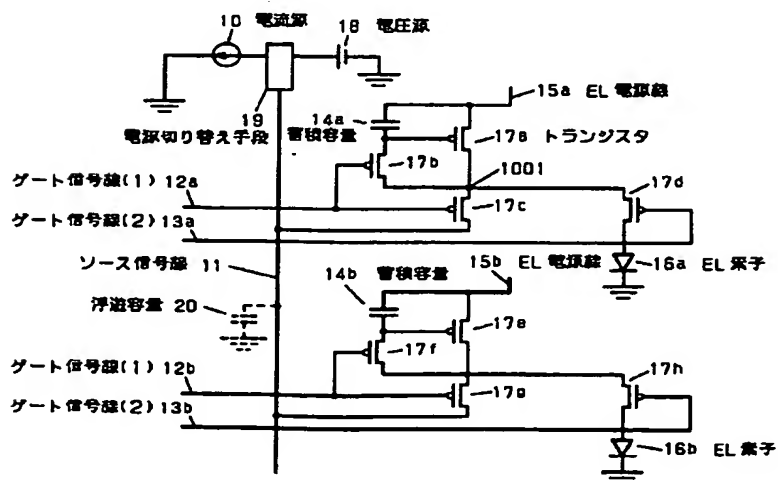 10 電流源
18 電圧源
19
電源切り替え手段
14a
蓄積容量
15a EL 電源線
17a トランジスタ
17b
1001
17d
ゲート信号線(1) 12a
17c
ゲート信号線(2) 13a
ソース信号線 11
16a EL 素子
14b
蓄積容量
15b EL 電源線
浮遊容量 20
17e
17f
ゲート信号線(1) 12b
17h
17g
ゲート信号線(2) 13b
16b EL 素子